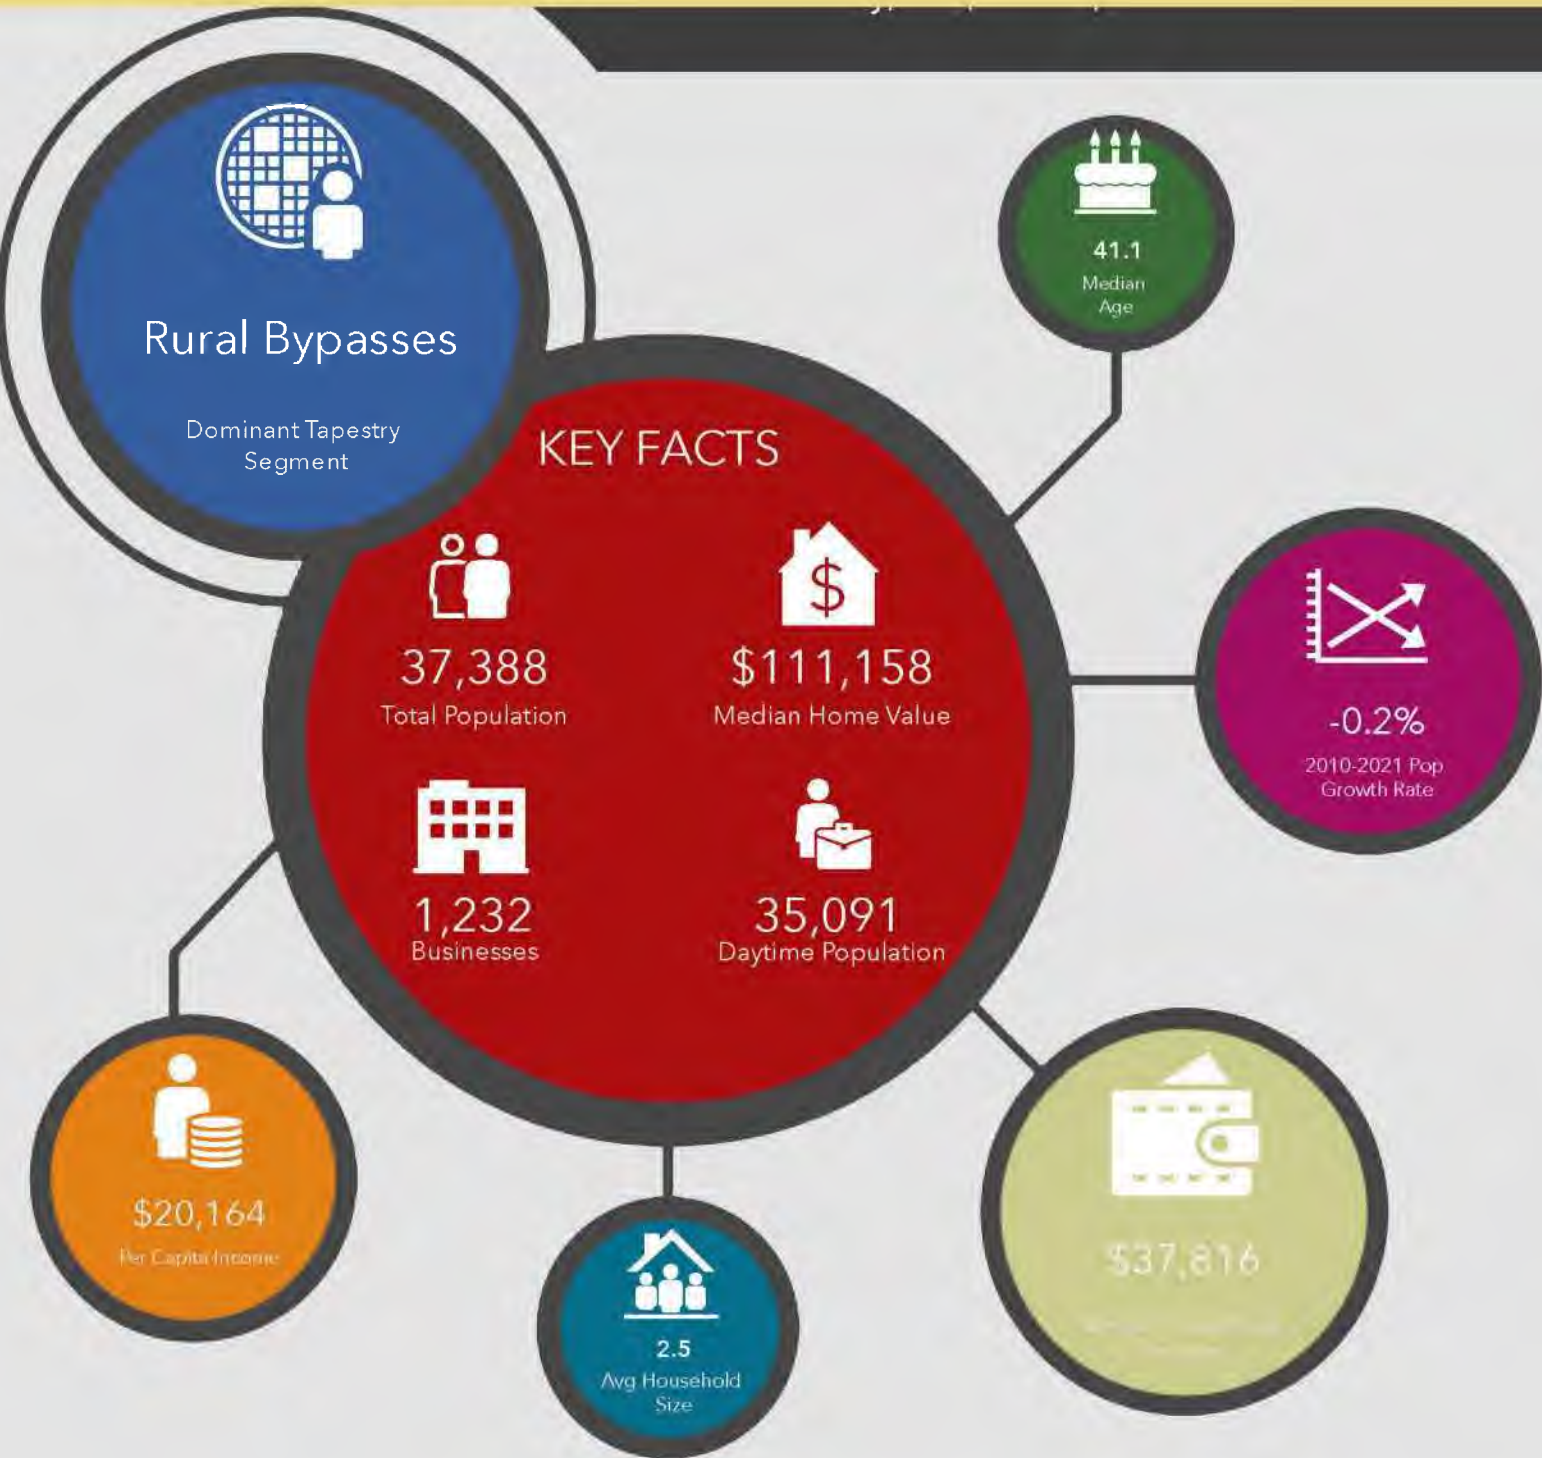 Rural Bypasses
Dominant Tapestry
Segment
41.1
Median
Age
KEY FACTS
37,388
Total Population
$111,158
Median Home Value
1,232
Businesses
35,091
Daytime Population
-0.2%
2010-2021 Pop
Growth Rate
$20,164
Per Capita Income
2.5
Avg Household
Size
$37,816